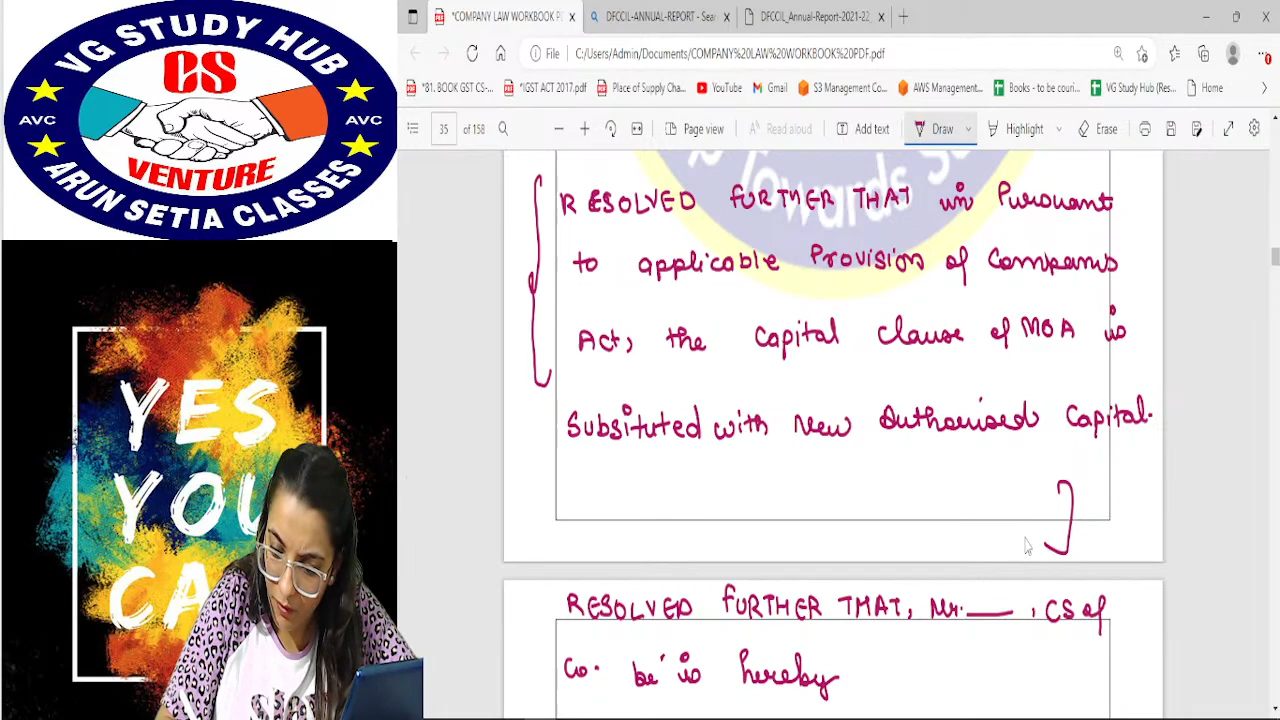 VG STUDY HUB
CS
AVC
AVC
VENTURE
ARUN SETIA CLASSES
YES
YOU
CA
*COMPANY LAW WORKBOOK P
DFCCIL-ANNUAL-REPORT - Sear
DFCCIL_Annual-Report-2021-22
File
C:/Users/Admin/Documents/COMPANY%20LAW%20WORKBOOK%20PDF.pdf
*81. BOOK GST C
*IGST ACT 2017.pdf
Place
YouTube
Gmail
S3 Management Co...
AWS Management...
Books - to be couri...
VG Study Hub (Res...
Home
35 of 158
Page view
Read aloud
Add text
Draw
Highlight
Erase
RESOLVED FURTHER THAT in Pursuant
to applicable Provision of Companies
Act, the Capital Clause of MOA is
Subsituted with New Authorised Capital.
RESOLVED FURTHER THAT, Mr. ____ , CS of
Co. be is hereby